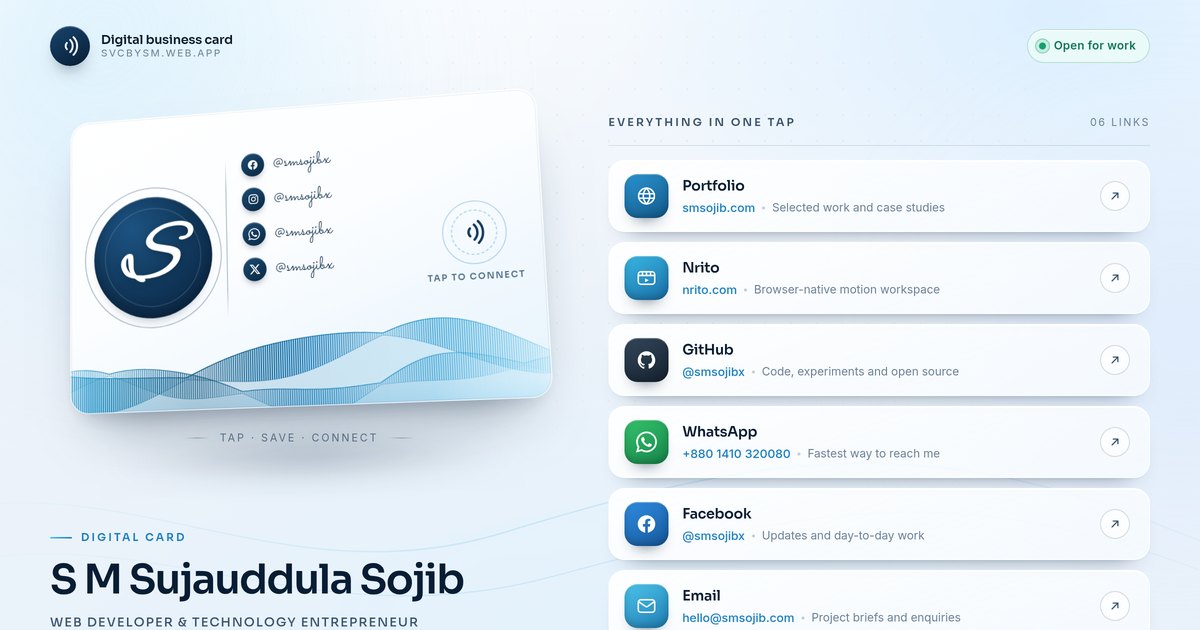 Digital business card
SVCBYSM.WEB.APP
Open for work
@smsojibx
@smsojibx
@smsojibx
@smsojibx
S
TAP TO CONNECT
TAP · SAVE · CONNECT
DIGITAL CARD
S M Sujauddula Sojib
WEB DEVELOPER & TECHNOLOGY ENTREPRENEUR
EVERYTHING IN ONE TAP
06 LINKS
Portfolio
smsojib.com • Selected work and case studies
Nrito
nrito.com • Browser-native motion workspace
GitHub
@smsojibx • Code, experiments and open source
WhatsApp
+880 1410 320080 • Fastest way to reach me
Facebook
@smsojibx • Updates and day-to-day work
Email
hello@smsojib.com • Project briefs and enquiries